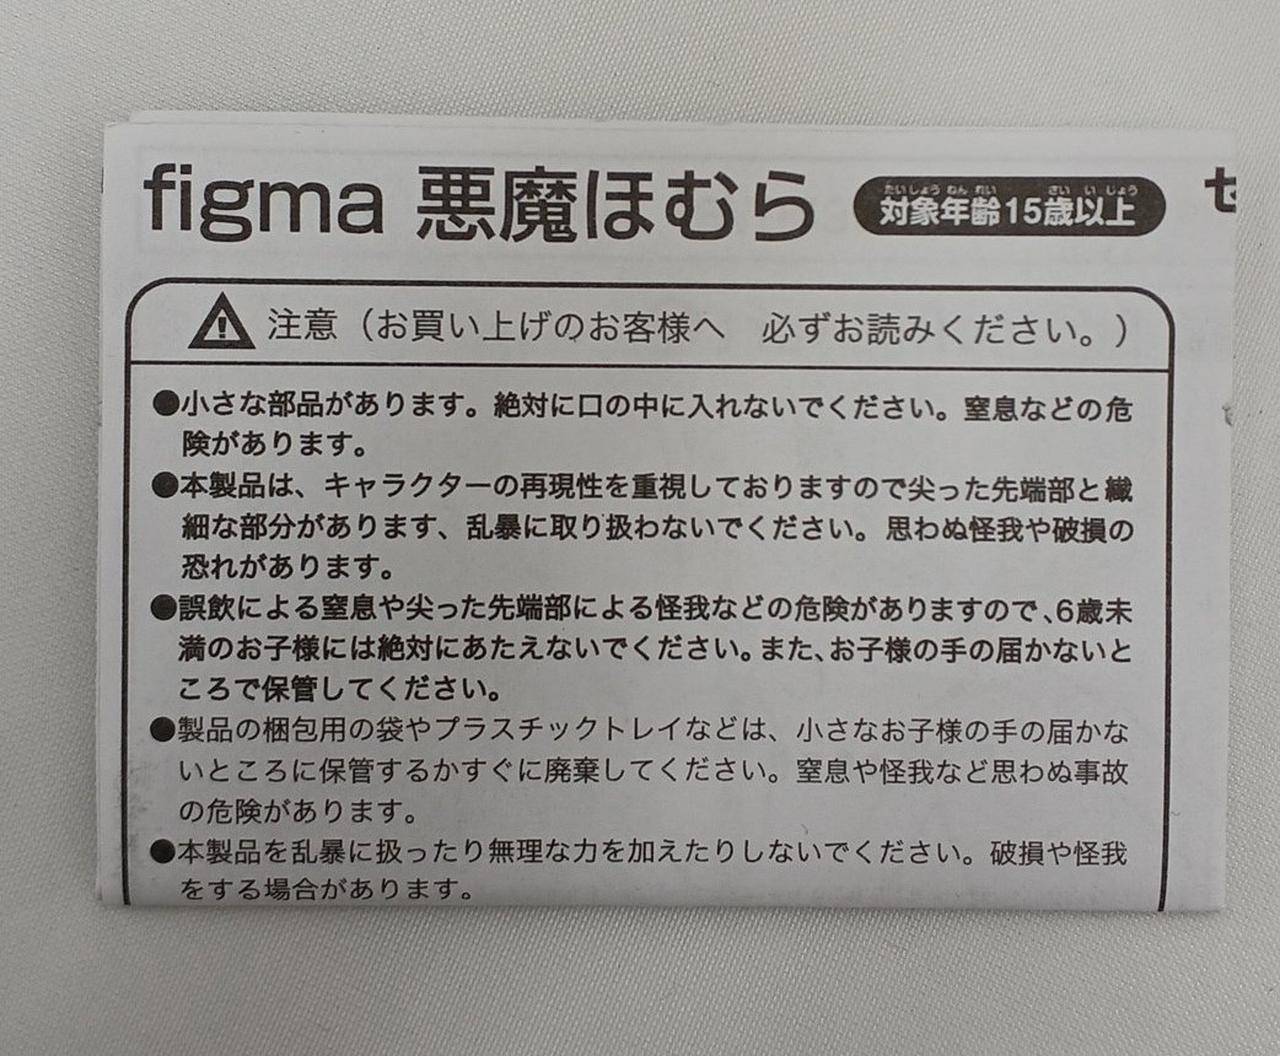 figma 悪魔ほむら
たいしょう ねん れい さい い じょう
対象年齢15歳以上
セ
注意（お買い上げのお客様へ　必ずお読みください。）
●小さな部品があります。絶対に口の中に入れないでください。窒息などの危
険があります。
●本製品は、キャラクターの再現性を重視しておりますので尖った先端部と繊
細な部分があります、乱暴に取り扱わないでください。思わぬ怪我や破損の
恐れがあります。
●誤飲による窒息や尖った先端部による怪我などの危険がありますので、6歳未
満のお子様には絶対にあたえないでください。また、お子様の手の届かないと
ころで保管してください。
●製品の梱包用の袋やプラスチックトレイなどは、小さなお子様の手の届かな
いところに保管するかすぐに廃棄してください。窒息や怪我など思わぬ事故
の危険があります。
●本製品を乱暴に扱ったり無理な力を加えたりしないでください。破損や怪我
をする場合があります。